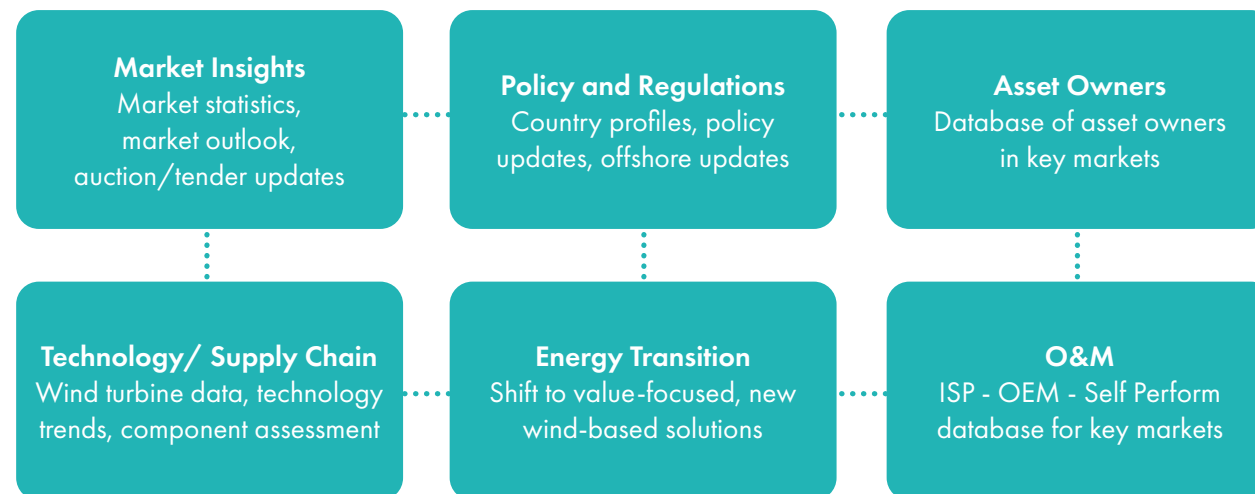 Market Insights
Market statistics,
market outlook,
auction/tender updates
Policy and Regulations
Country profiles, policy
updates, offshore updates
Asset Owners
Database of asset owners
in key markets
Technology/ Supply Chain
Wind turbine data, technology
trends, component assessment
Energy Transition
Shift to value-focused, new
wind-based solutions
O&M
ISP - OEM - Self Perform
database for key markets